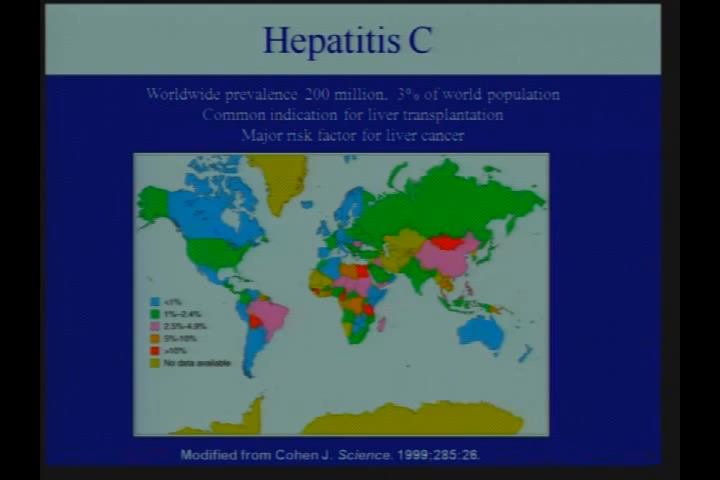 Hepatitis C
Worldwide prevalence 200 million. 3% of world population
Common indication for liver transplantation
Major risk factor for liver cancer
<1%
1%-2.4%
2.5%-4.9%
5%-10%
>10%
No data available
Modified from Cohen J. Science. 1999;285:26.